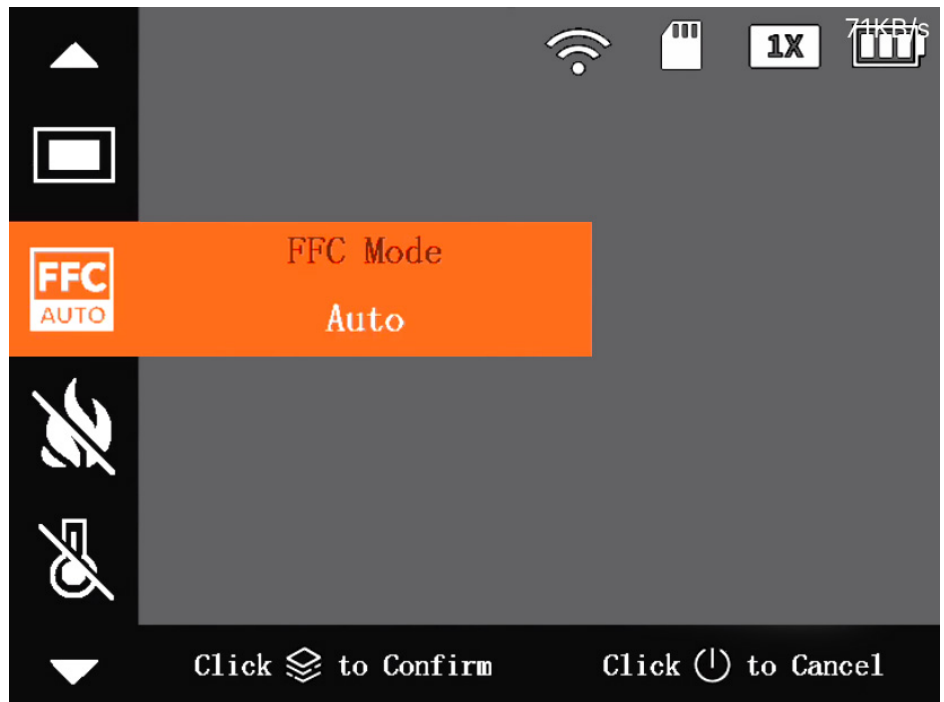 71KB/s
1X
FFC Mode
FFC
AUTO
Auto
Click to Confirm
Click to Cancel